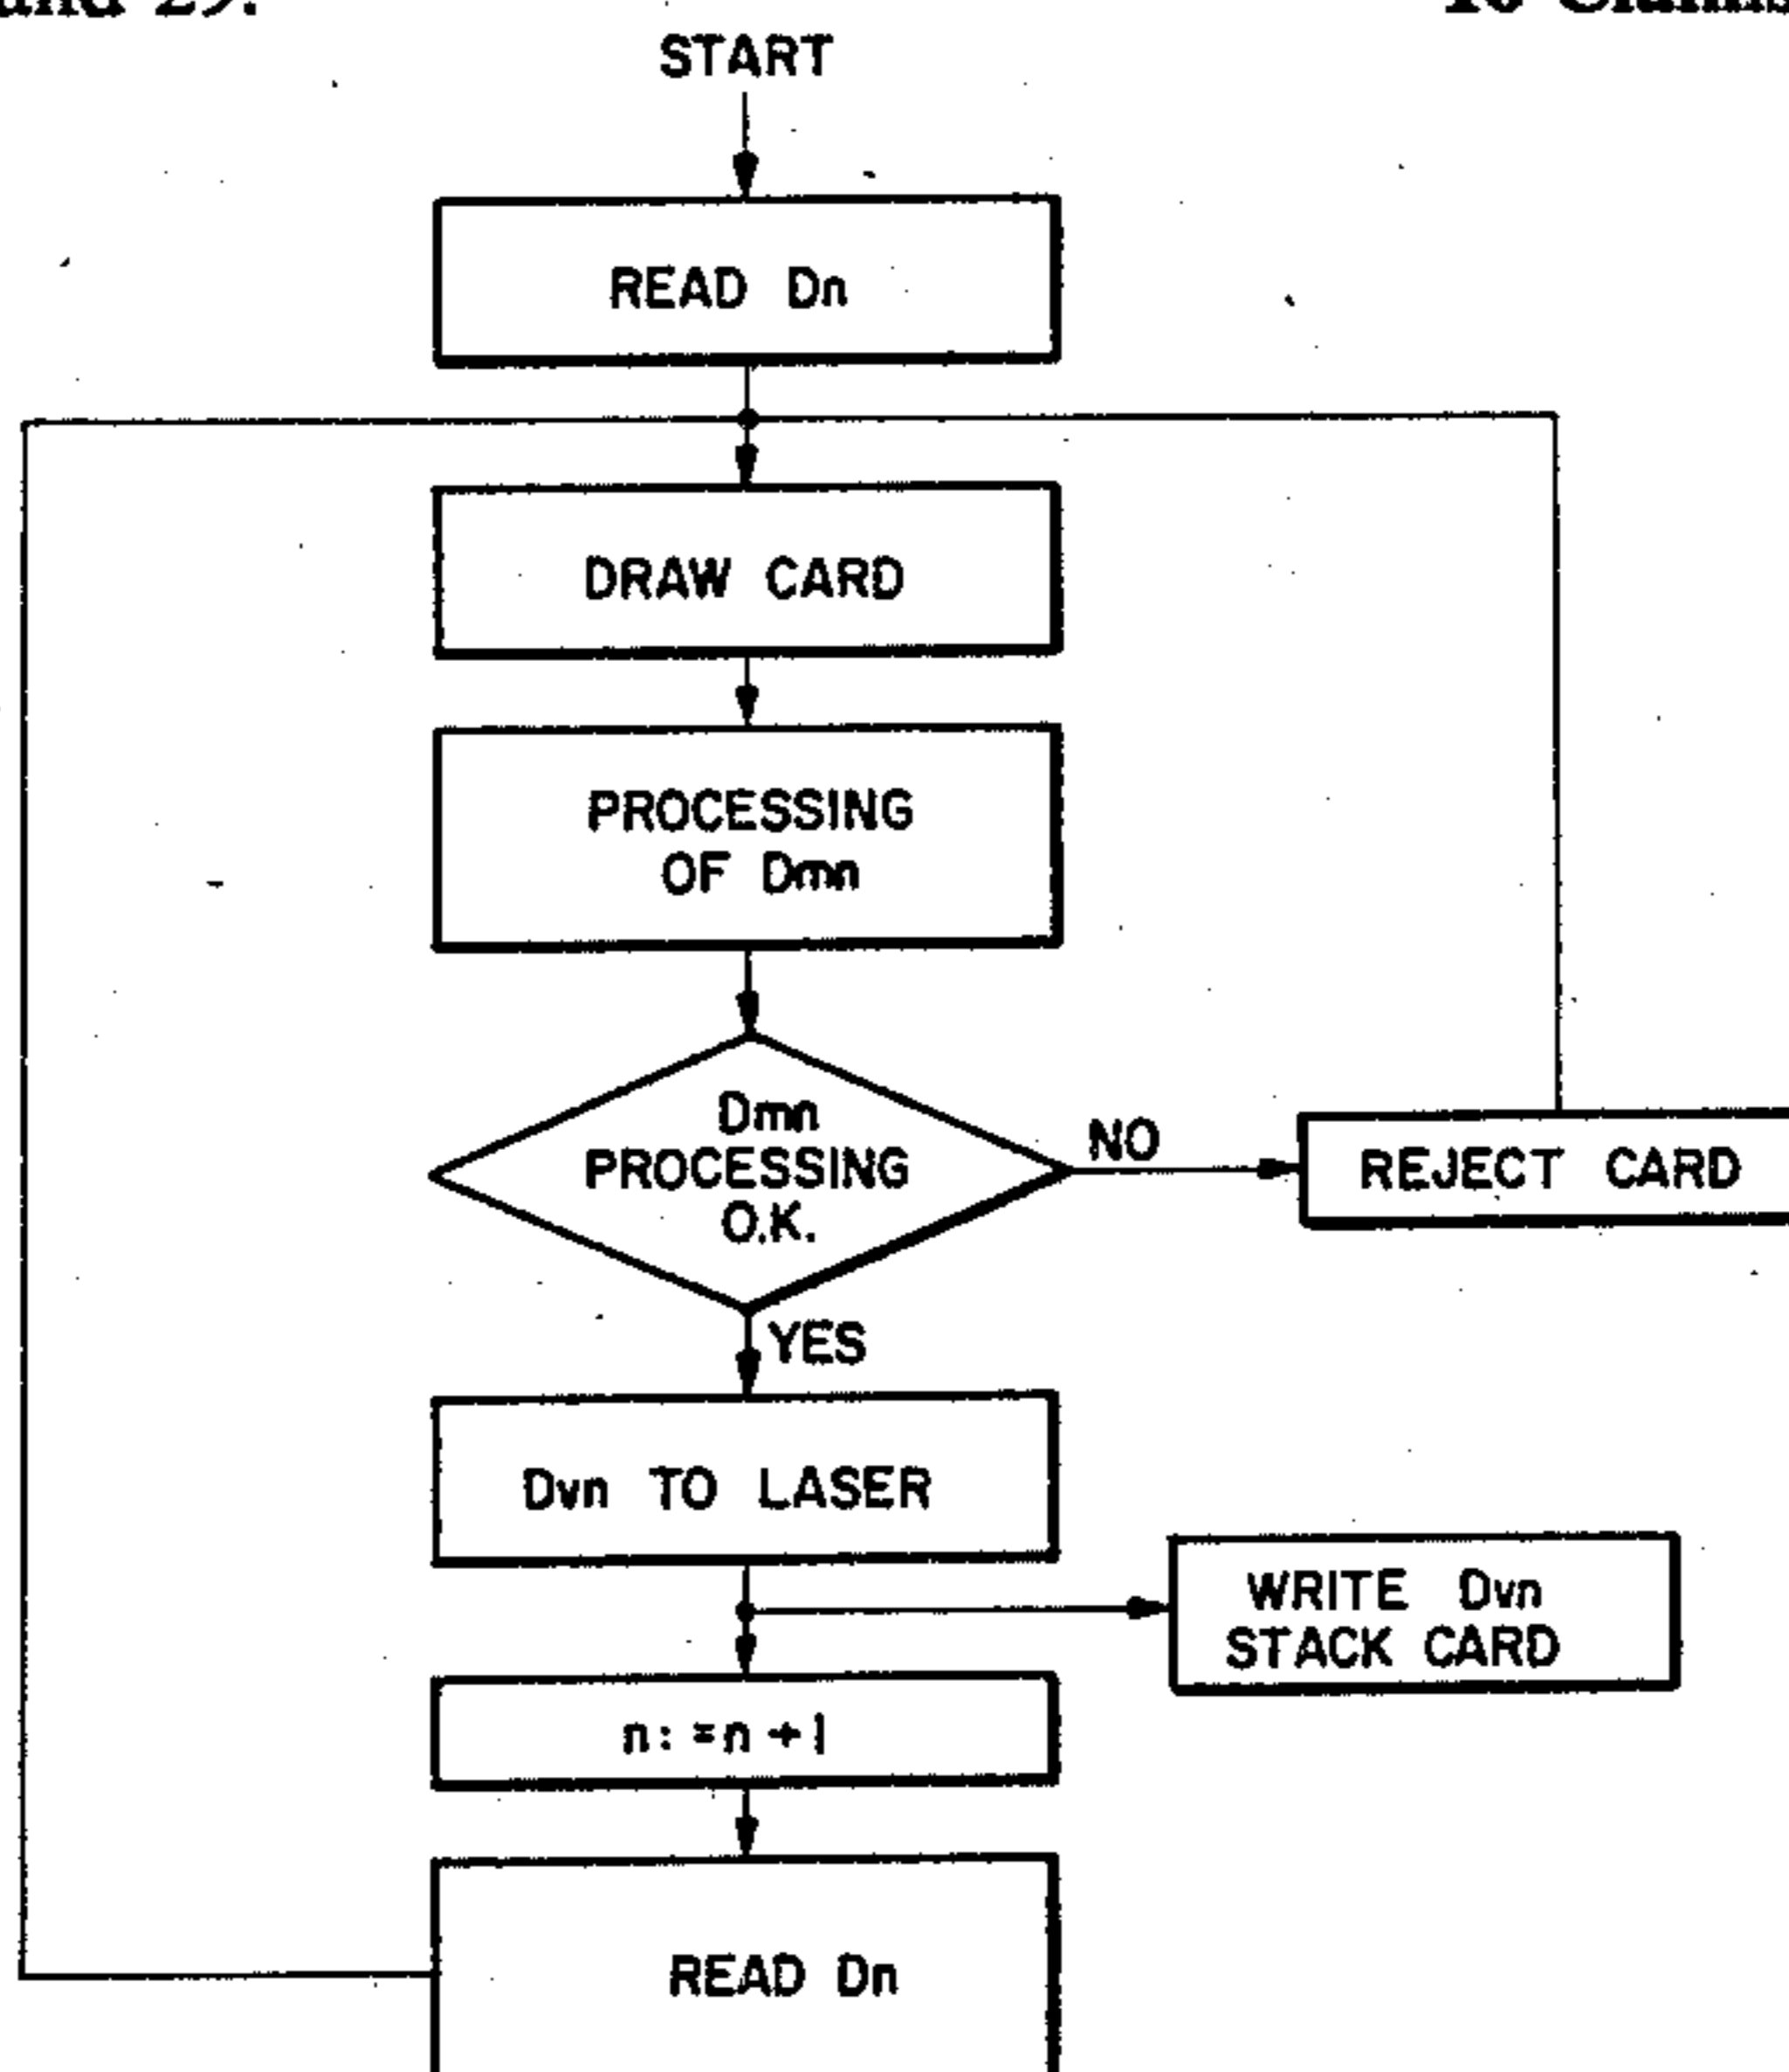 START
READ Dn
DRAW CARD
PROCESSING
OF Dmn
Dmn
PROCESSING
O.K.
NO
REJECT CARD
YES
Dvn TO LASER
WRITE Dvn
STACK CARD
n:=n+1
READ Dn